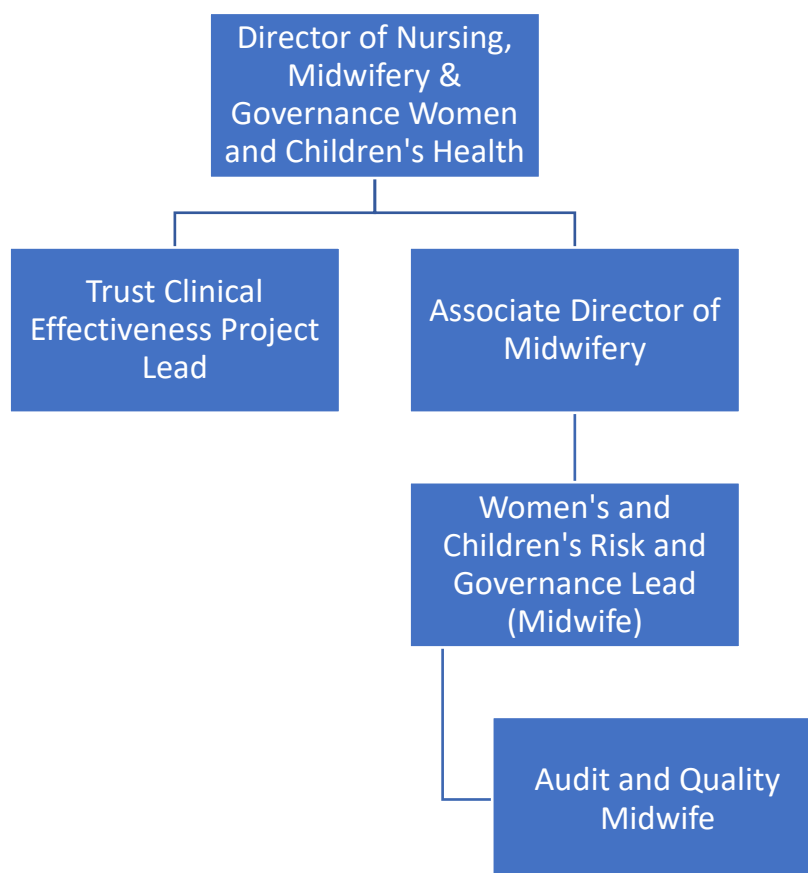 Director of Nursing,
Midwifery &
Governance Women
and Children's Health
Trust Clinical
Effectiveness Project
Lead
Associate Director of
Midwifery
Women's and
Children's Risk and
Governance Lead
(Midwife)
Audit and Quality
Midwife